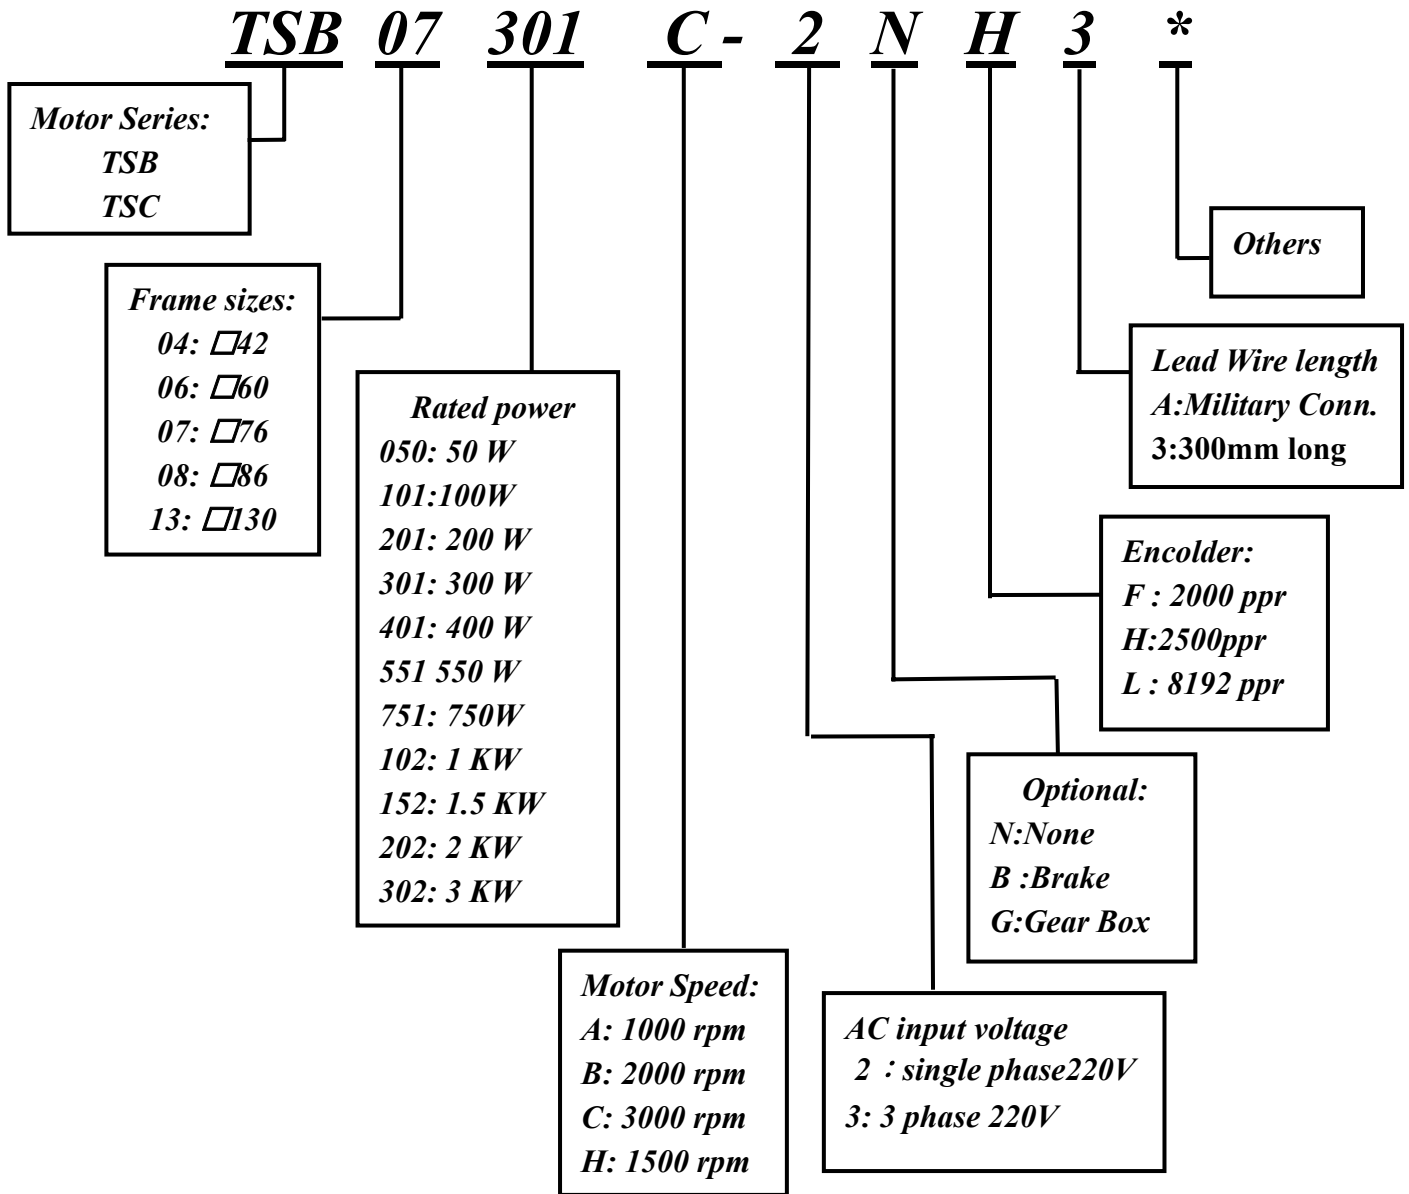 TSB 07 301 C - 2 N H 3 *
Motor Series:
TSB
TSC
Frame sizes:
04: □42
06: □60
07: □76
08: □86
13: □130
Rated power
050: 50 W
101:100W
201: 200 W
301: 300 W
401: 400 W
551 550 W
751: 750W
102: 1 KW
152: 1.5 KW
202: 2 KW
302: 3 KW
Motor Speed:
A: 1000 rpm
B: 2000 rpm
C: 3000 rpm
H: 1500 rpm
AC input voltage
2：single phase220V
3: 3 phase 220V
Optional:
N:None
B :Brake
G:Gear Box
Encolder:
F : 2000 ppr
H:2500ppr
L : 8192 ppr
Lead Wire length
A:Military Conn.
3:300mm long
Others